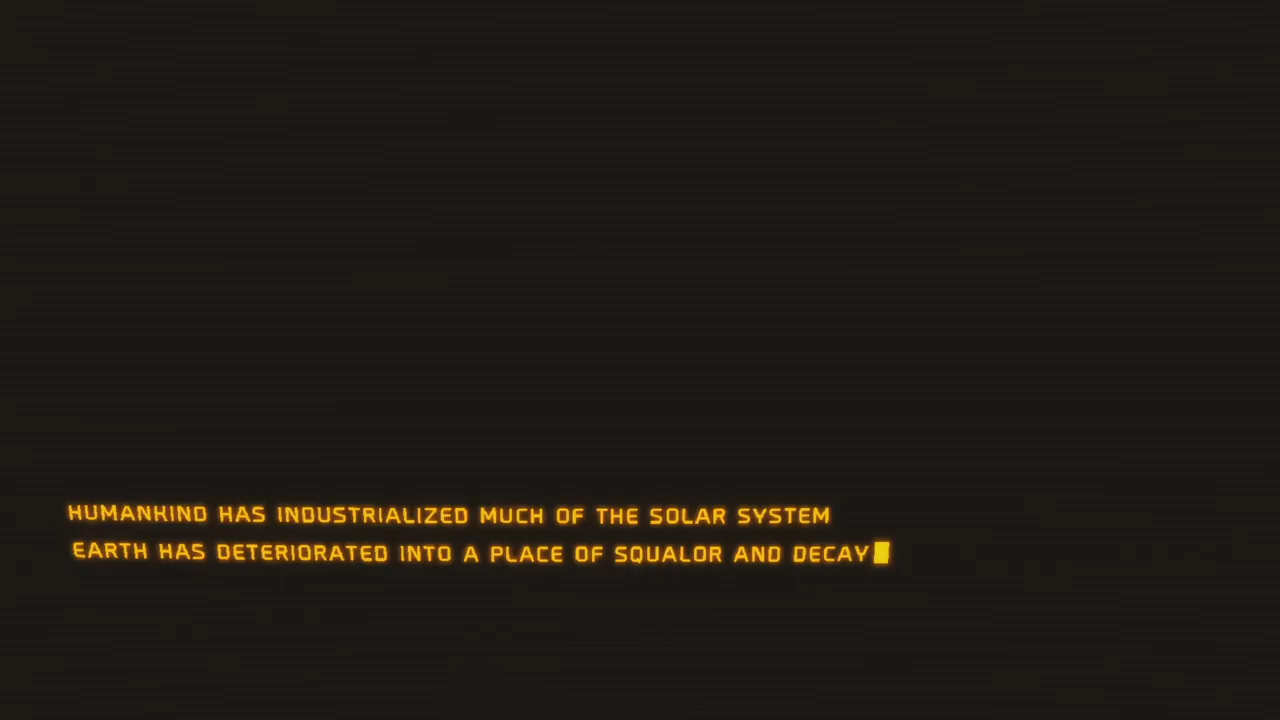 HUMANKIND HAS INDUSTRIALIZED MUCH OF THE SOLAR SYSTEM
EARTH HAS DETERIORATED INTO A PLACE OF SQUALOR AND DECAY